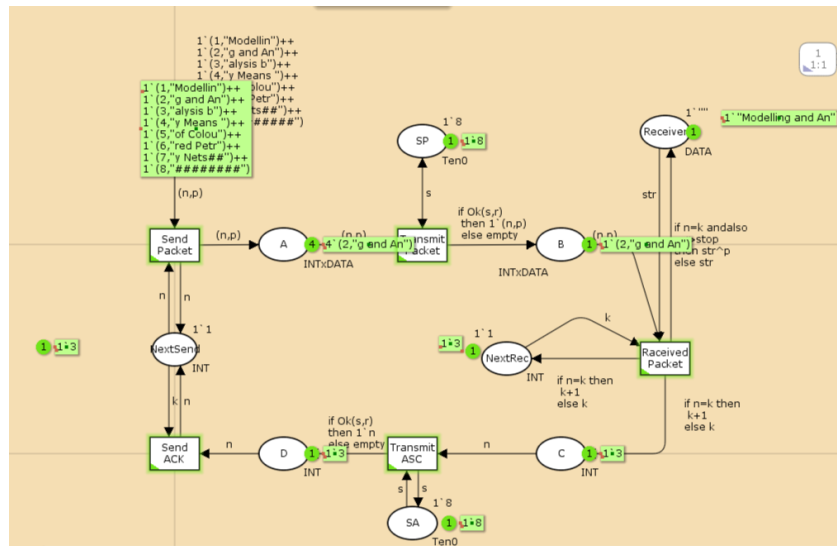 1`(1,"Modellin")++
1`(2,"g and An")++
1`(3,"alysis b")++
1`(4,"y Means ")++
1`(1,"Modellin")++
1`(2,"g and An")++
1`(3,"alysis b")++
1`(4,"y Means ")++
1`(5,"of Colou")++
1`(6,"red Petr")++
1`(7,"y Nets##")++
1`(8,"########")
1
1:1
1`8
SP
1
1`8
Ten0
1`""
Receiver
1
1`"Modelling and An"
DATA
(n,p)
s
str
if Ok(s,r)
then 1`(n,p)
else empty
if n=k andalso
then str^p
else str
Send
Packet
(n,p)
A
4
4`(2,"g and An")
INTxDATA
Transmit
Packet
B
1
1`(2,"g and An")
INTxDATA
n
n
1`1
NextSend
INT
1
1`3
1`3
1
1`1
NextRec
INT
k
Raceived
Packet
if n=k then
k+1
else k
if n=k then
k+1
else k
k
n
Send
ACK
n
D
1
1`3
INT
if Ok(s,r)
then 1`n
else empty
Transmit
ASC
n
C
1
1`3
INT
s
s
1`8
SA
1
1`8
Ten0